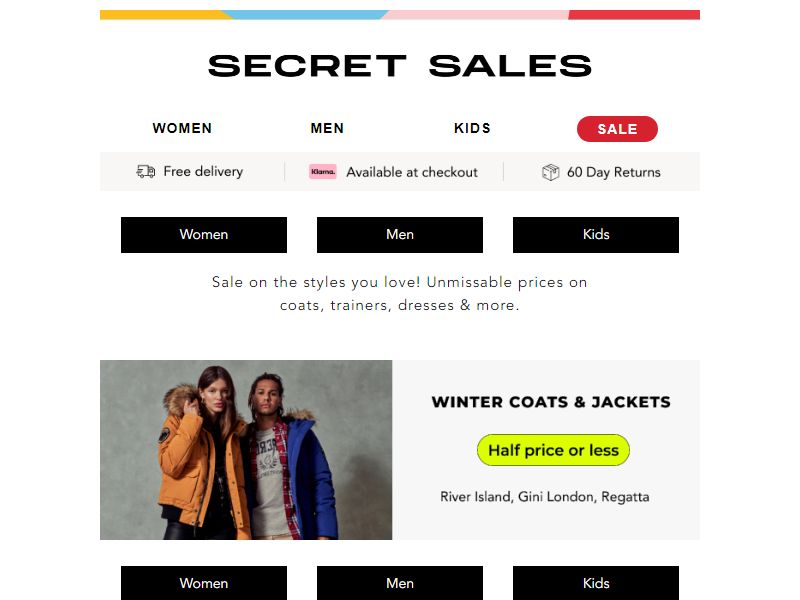 SECRET SALES
WOMEN MEN KIDS SALE
Free delivery Klarna. Available at checkout 60 Day Returns
Women Men Kids
Sale on the styles you love! Unmissable prices on
coats, trainers, dresses & more.
WINTER COATS & JACKETS
Half price or less
River Island, Gini London, Regatta
Women Men Kids